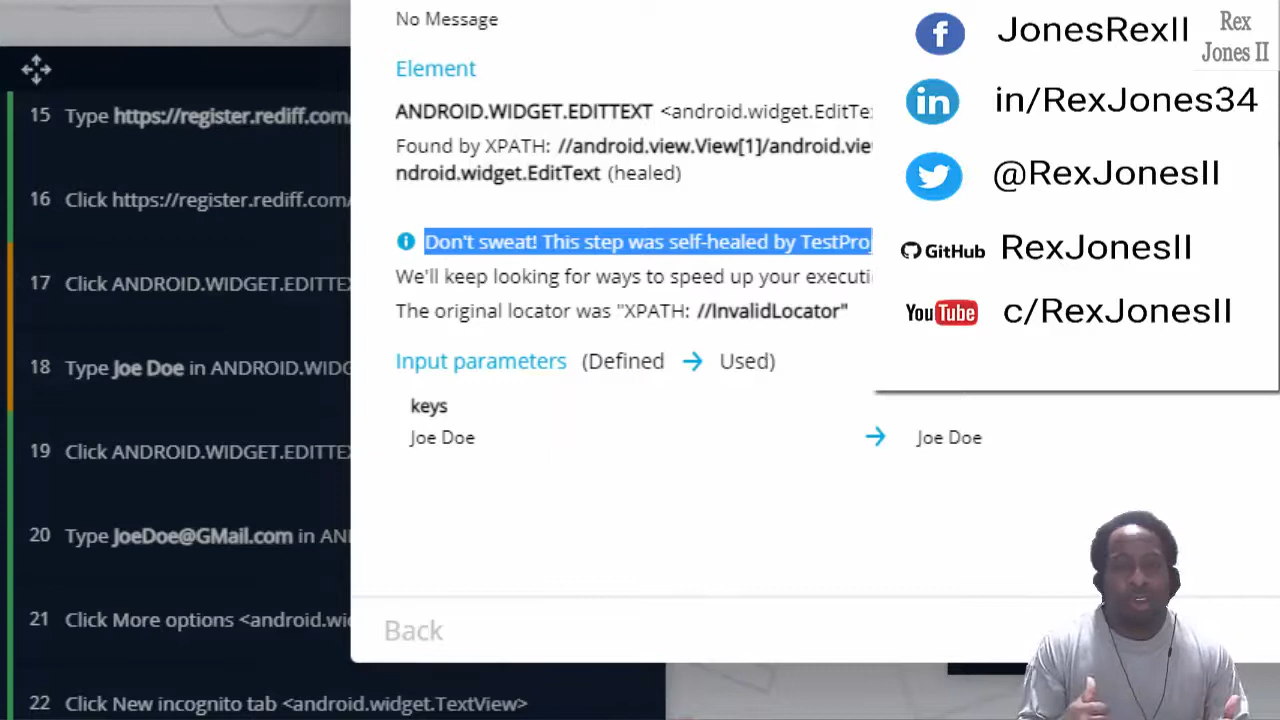 15 Type https://register.rediff.com/
16 Click https://register.rediff.com/
17 Click ANDROID.WIDGET.EDITTEX
18 Type Joe Doe in ANDROID.WIDG
19 Click ANDROID.WIDGET.EDITTEX
20 Type JoeDoe@GMail.com in AN
21 Click More options <android.wi
22 Click New incognito tab <android.widget.TextView>
No Message
Element
ANDROID.WIDGET.EDITTEXT <android.widget.EditTe
Found by XPATH: //android.view.View[1]/android.vie
ndroid.widget.EditText (healed)
Don't sweat! This step was self-healed by TestPro
We'll keep looking for ways to speed up your executi
The original locator was "XPATH: //InvalidLocator"
Input parameters (Defined → Used)
keys
Joe Doe → Joe Doe
Back
f JonesRexII
in in/RexJones34
@RexJonesII
GitHub RexJonesII
YouTube c/RexJonesII
Rex
Jones II